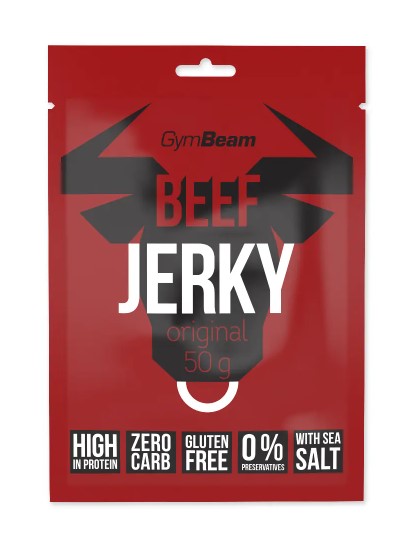 GymBeam
BEEF
JERKY
original
50 g
HIGH
IN PROTEIN
ZERO
CARB
GLUTEN
FREE
0%
PRESERVATIVES
WITH SEA
SALT